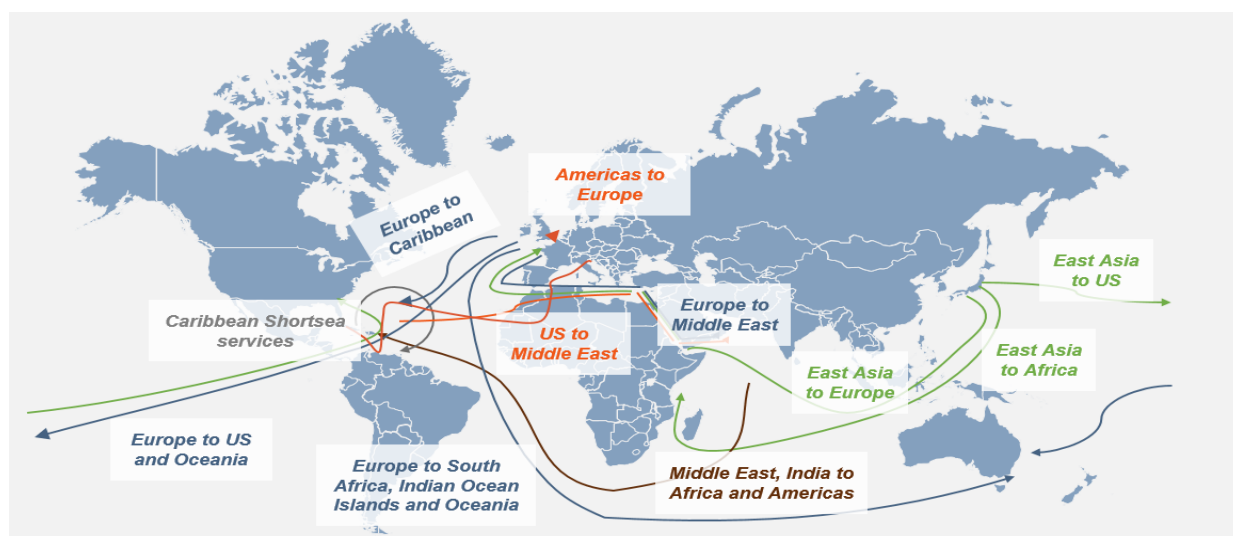 Americas to
Europe
Europe to
Caribbean
East Asia
to US
Caribbean Shortsea
services
US to
Middle East
Europe to
Middle East
East Asia
to Europe
East Asia
to Africa
Europe to US
and Oceania
Europe to South
Africa, Indian Ocean
Islands and Oceania
Middle East, India to
Africa and Americas